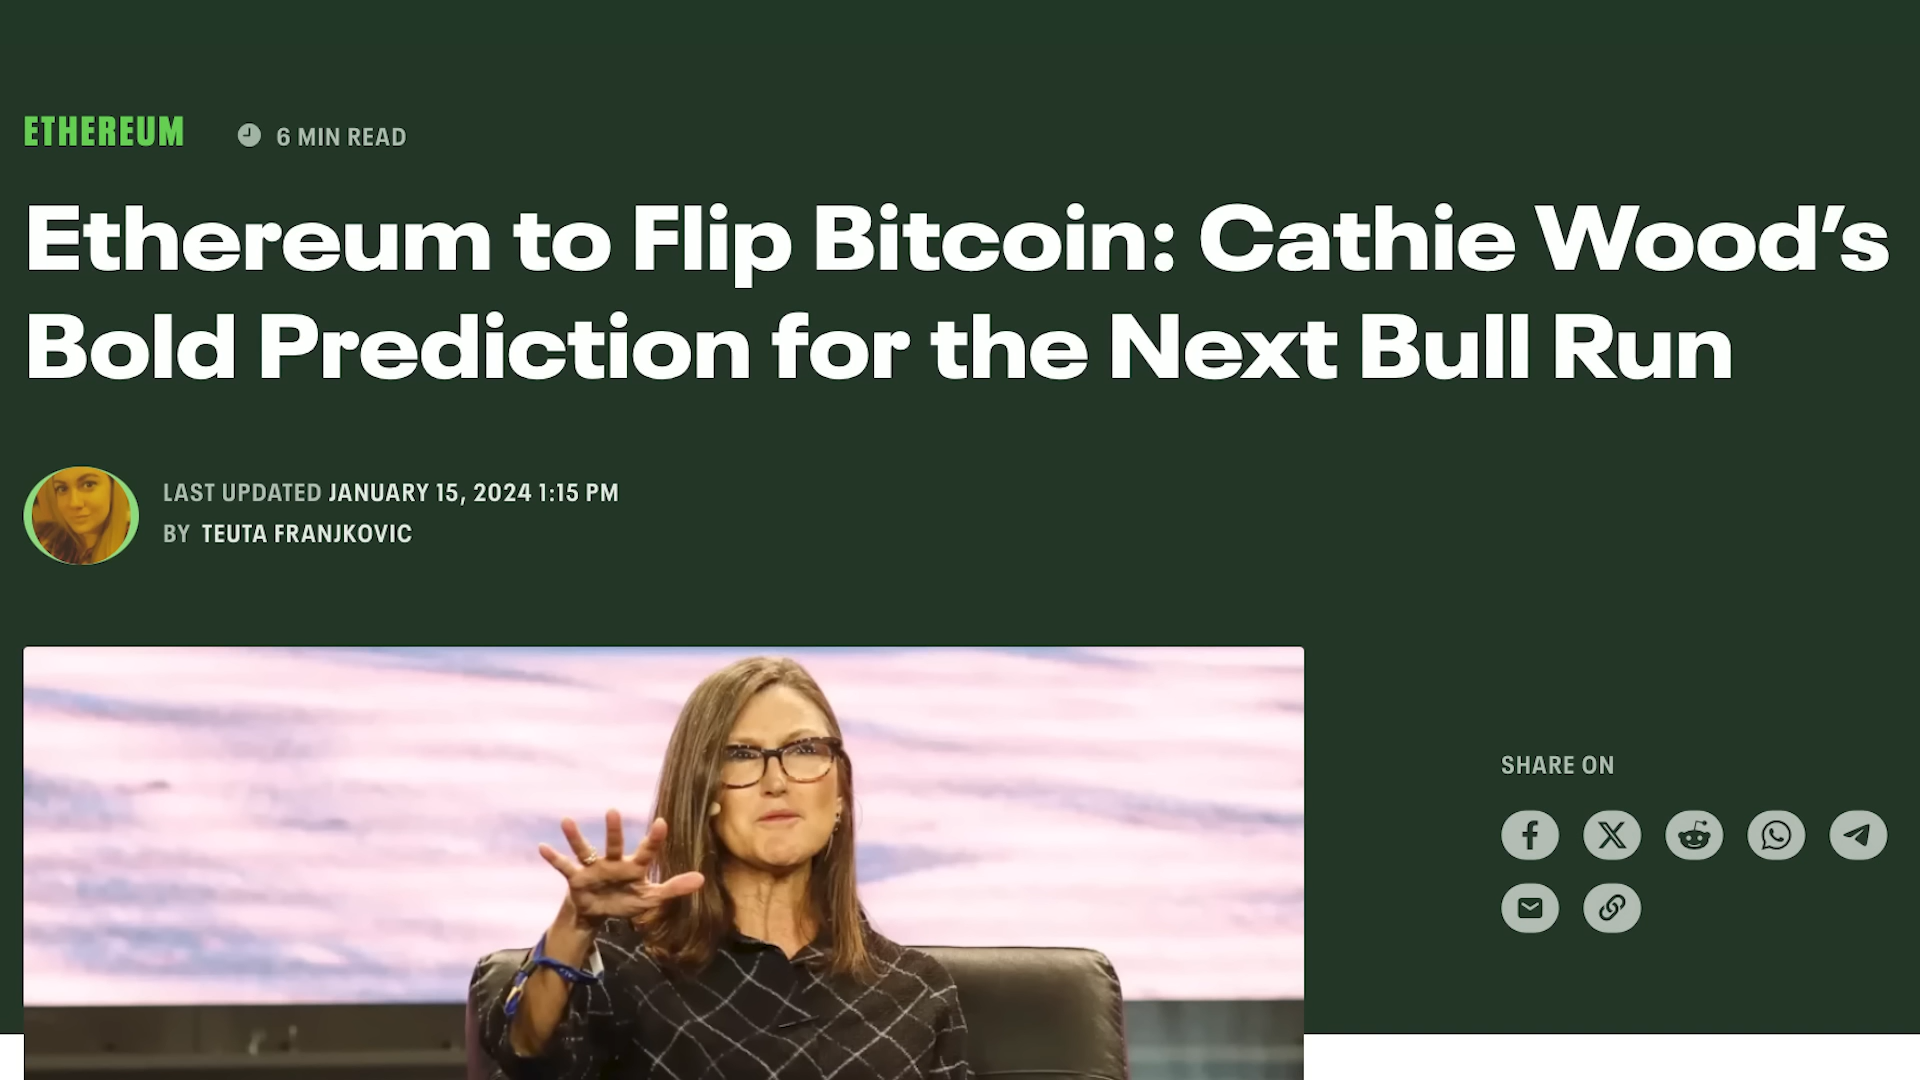 ETHEREUM 6 MIN READ
Ethereum to Flip Bitcoin: Cathie Wood’s
Bold Prediction for the Next Bull Run
LAST UPDATED JANUARY 15, 2024 1:15 PM
BY TEUTA FRANJKOVIC
SHARE ON